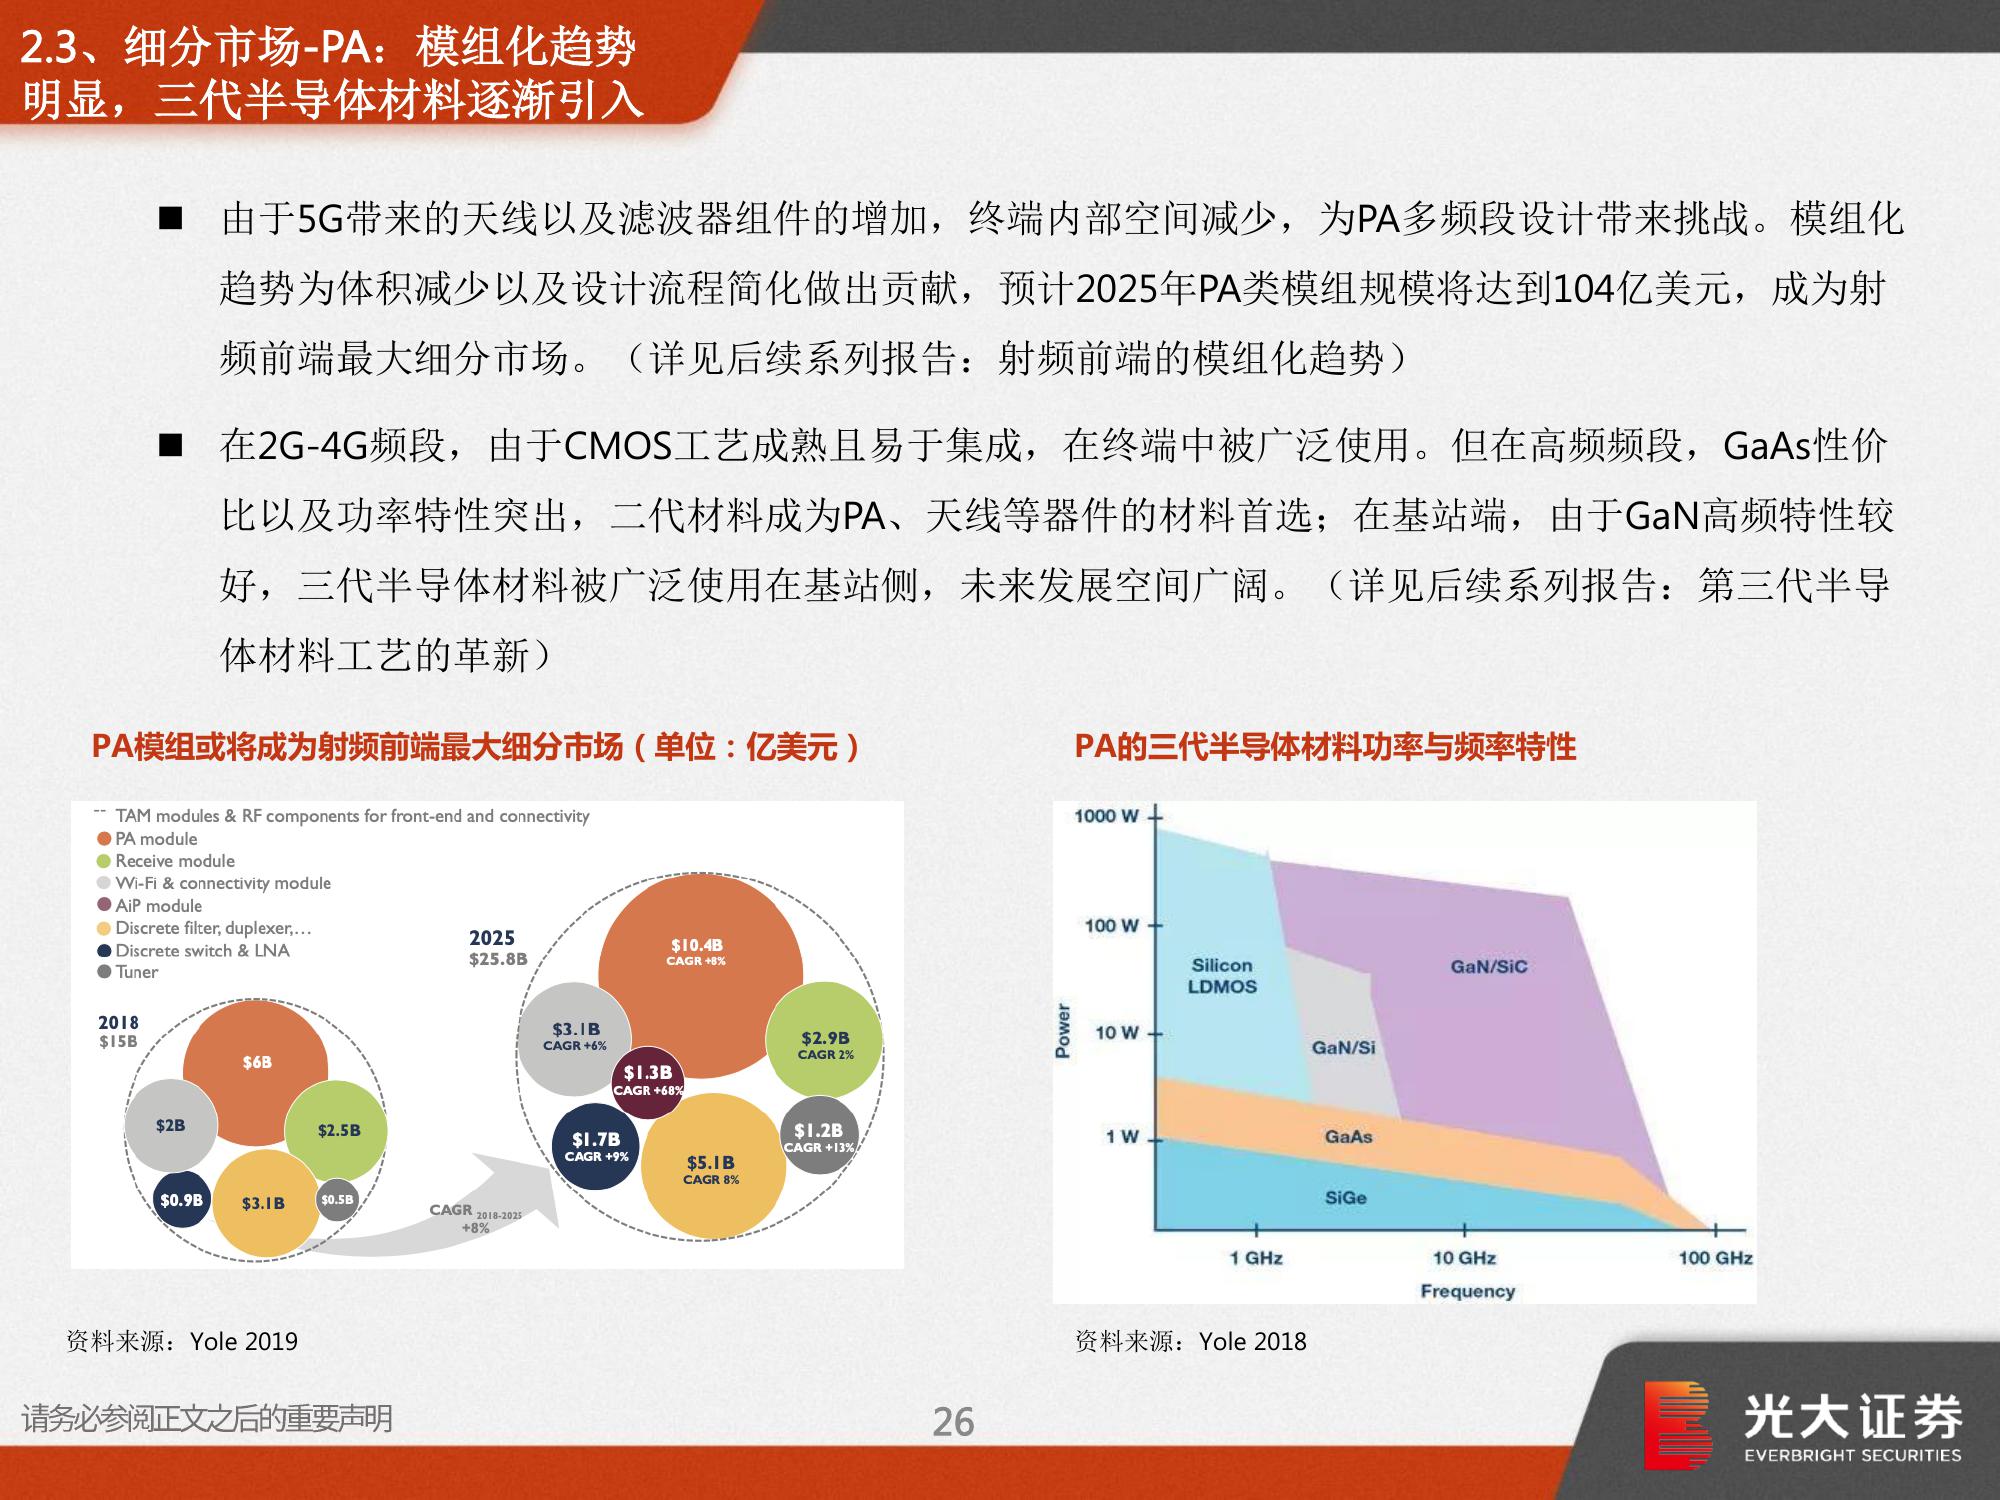 2.3、细分市场-PA：模组化趋势
明显，三代半导体材料逐渐引入
■ 由于5G带来的天线以及滤波器组件的增加，终端内部空间减少，为PA多频段设计带来挑战。模组化
趋势为体积减少以及设计流程简化做出贡献，预计2025年PA类模组规模将达到104亿美元，成为射
频前端最大细分市场。（详见后续系列报告：射频前端的模组化趋势）
■ 在2G-4G频段，由于CMOS工艺成熟且易于集成，在终端中被广泛使用。但在高频频段，GaAs性价
比以及功率特性突出，二代材料成为PA、天线等器件的材料首选；在基站端，由于GaN高频特性较
好，三代半导体材料被广泛使用在基站侧，未来发展空间广阔。（详见后续系列报告：第三代半导
体材料工艺的革新）
PA模组或将成为射频前端最大细分市场（单位：亿美元）
-- TAM modules & RF components for front-end and connectivity
PA module
Receive module
Wi-Fi & connectivity module
AiP module
Discrete filter, duplexer,…
Discrete switch & LNA
Tuner
2018
$15B
$6B
$2B
$2.5B
$0.9B
$3.1B
$0.5B
CAGR 2018-2025
+8%
2025
$25.8B
$10.4B
CAGR +8%
$3.1B
CAGR +6%
$2.9B
CAGR 2%
$1.3B
CAGR +68%
$1.7B
CAGR +9%
$5.1B
CAGR 8%
$1.2B
CAGR +13%
资料来源：Yole 2019
PA的三代半导体材料功率与频率特性
1000 W
100 W
10 W
1 W
Power
Silicon
LDMOS
GaN/SiC
GaN/Si
GaAs
SiGe
1 GHz
10 GHz
100 GHz
Frequency
资料来源：Yole 2018
请务必参阅正文之后的重要声明
26
光大证券
EVERBRIGHT SECURITIES